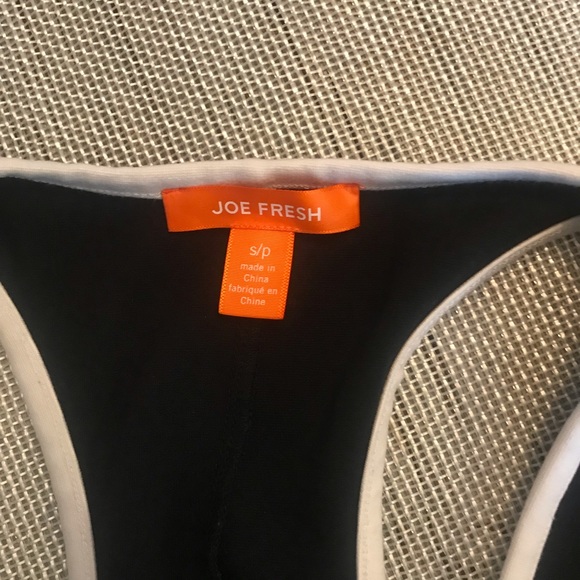 JOE FRESH
s/p
made in
China
fabriqué en
Chine